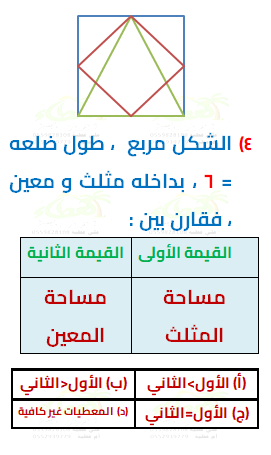 ٤) الشكل مربع ، طول ضلعه
= ٦ ، بداخله مثلث و معين
، فقارن بين :
القيمة الأولى القيمة الثانية
مساحة المثلث مساحة المعين
(أ) الأول>الثاني (ب) الأول<الثاني
(ج) الأول=الثاني (د) المعطيات غير كافية